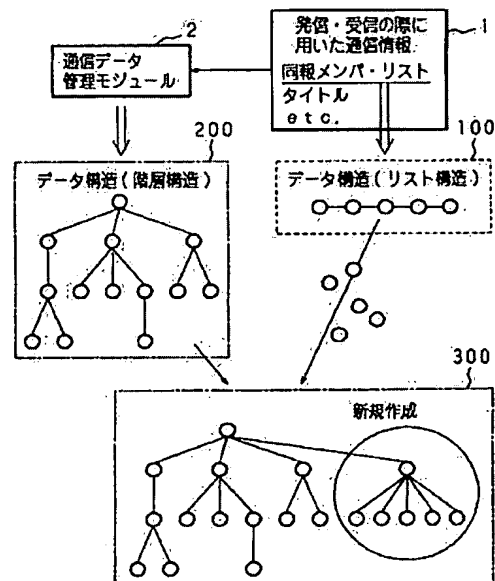 発信・受信の際に
用いた通信情報
同報メンバ・リスト
タイトル
etc.
1
2
通信データ
管理モジュール
200
データ構造(階層構造)
100
データ構造(リスト構造)
300
新規作成